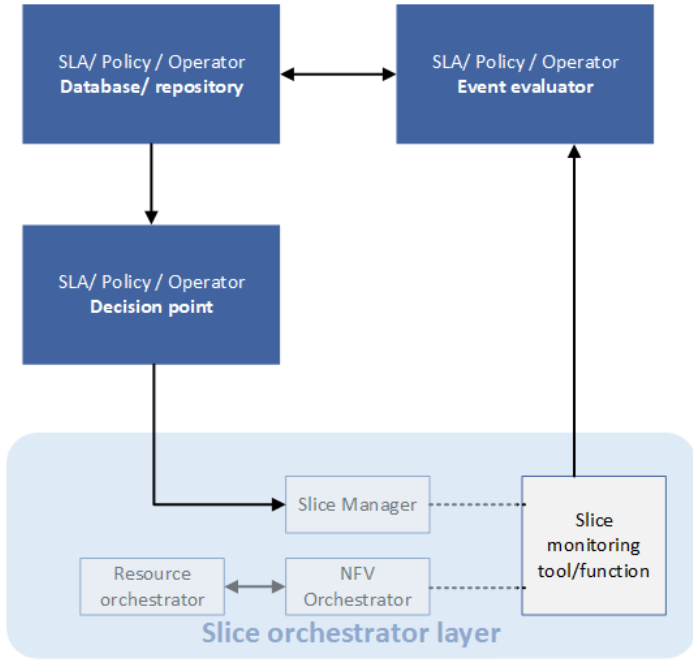 SLA/ Policy / Operator
Database/ repository
SLA/ Policy / Operator
Event evaluator
SLA/ Policy / Operator
Decision point
Slice Manager
Slice
monitoring
tool/function
Resource
orchestrator
NFV
Orchestrator
Slice orchestrator layer